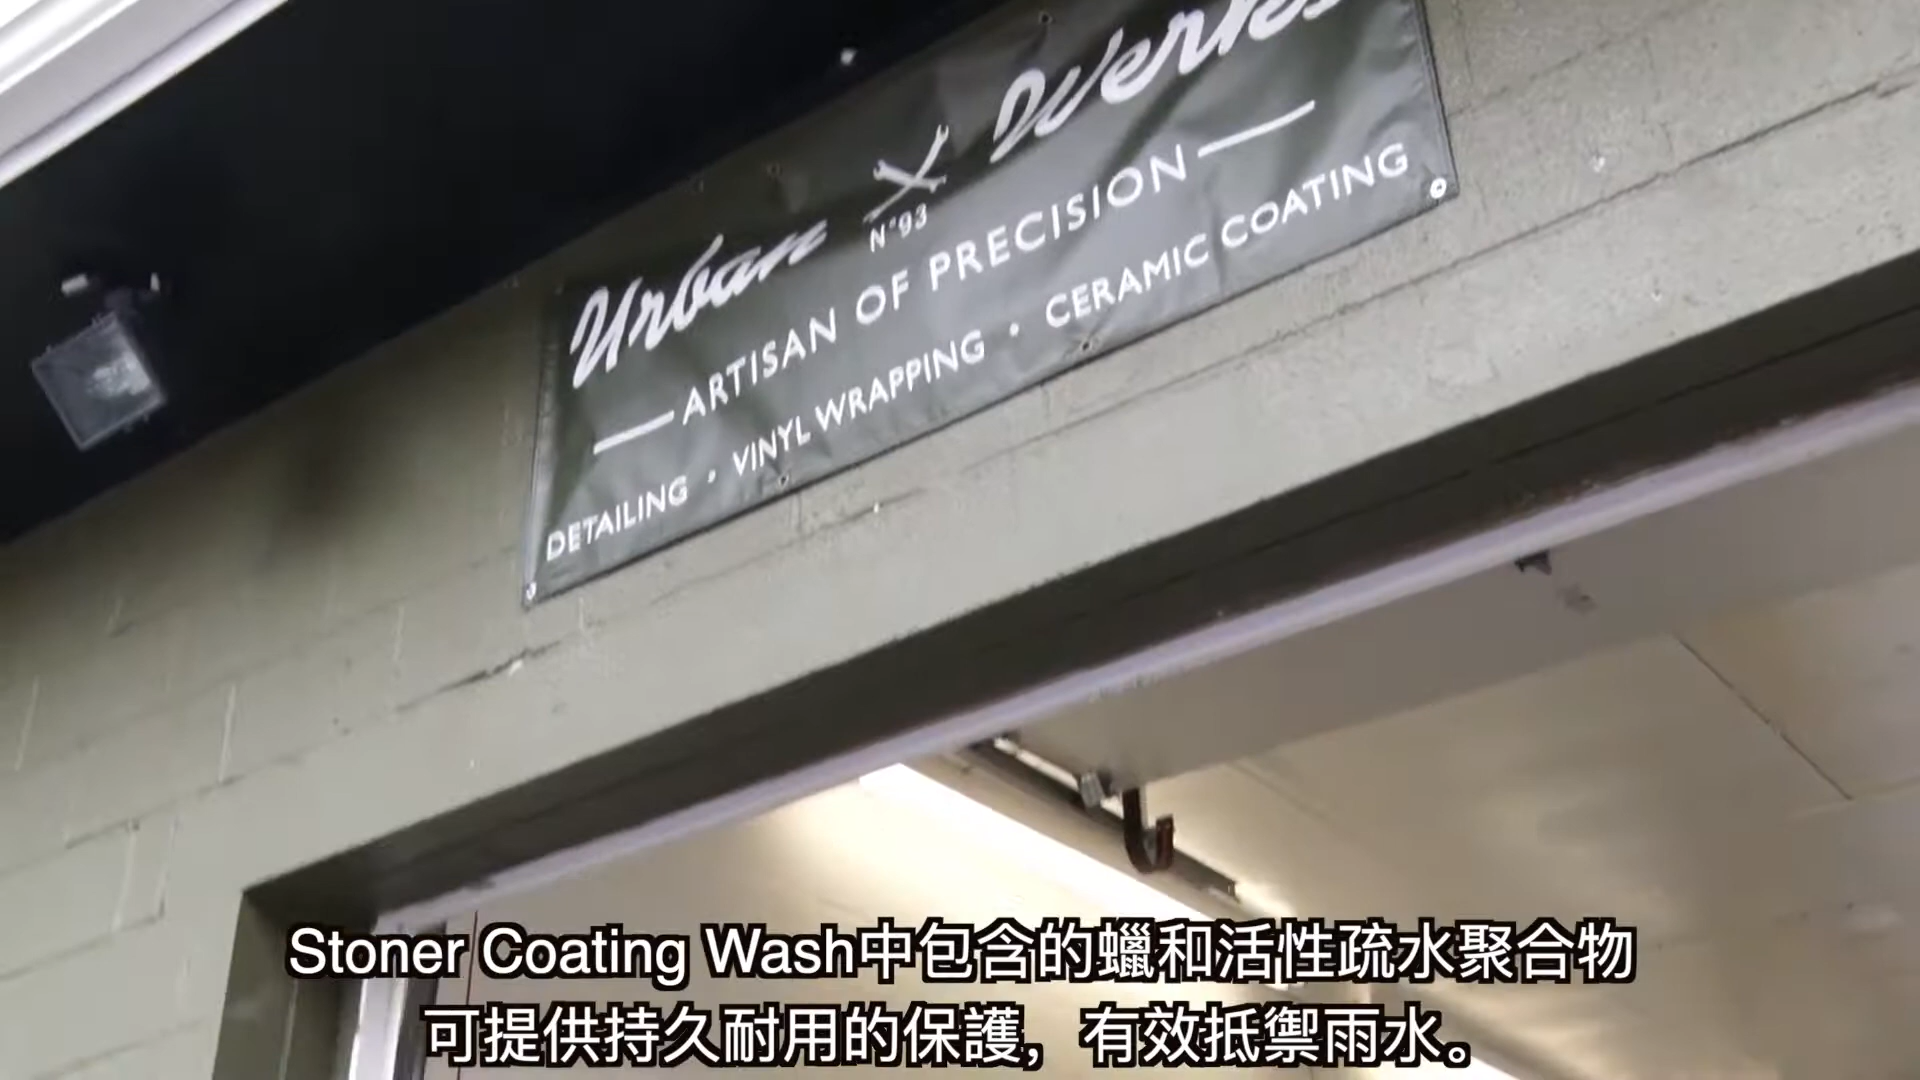 Urban Werks
N°93
ARTISAN OF PRECISION
DETAILING · VINYL WRAPPING · CERAMIC COATING
Stoner Coating Wash中包含的蠟和活性疏水聚合物
可提供持久耐用的保護，有效抵禦雨水。